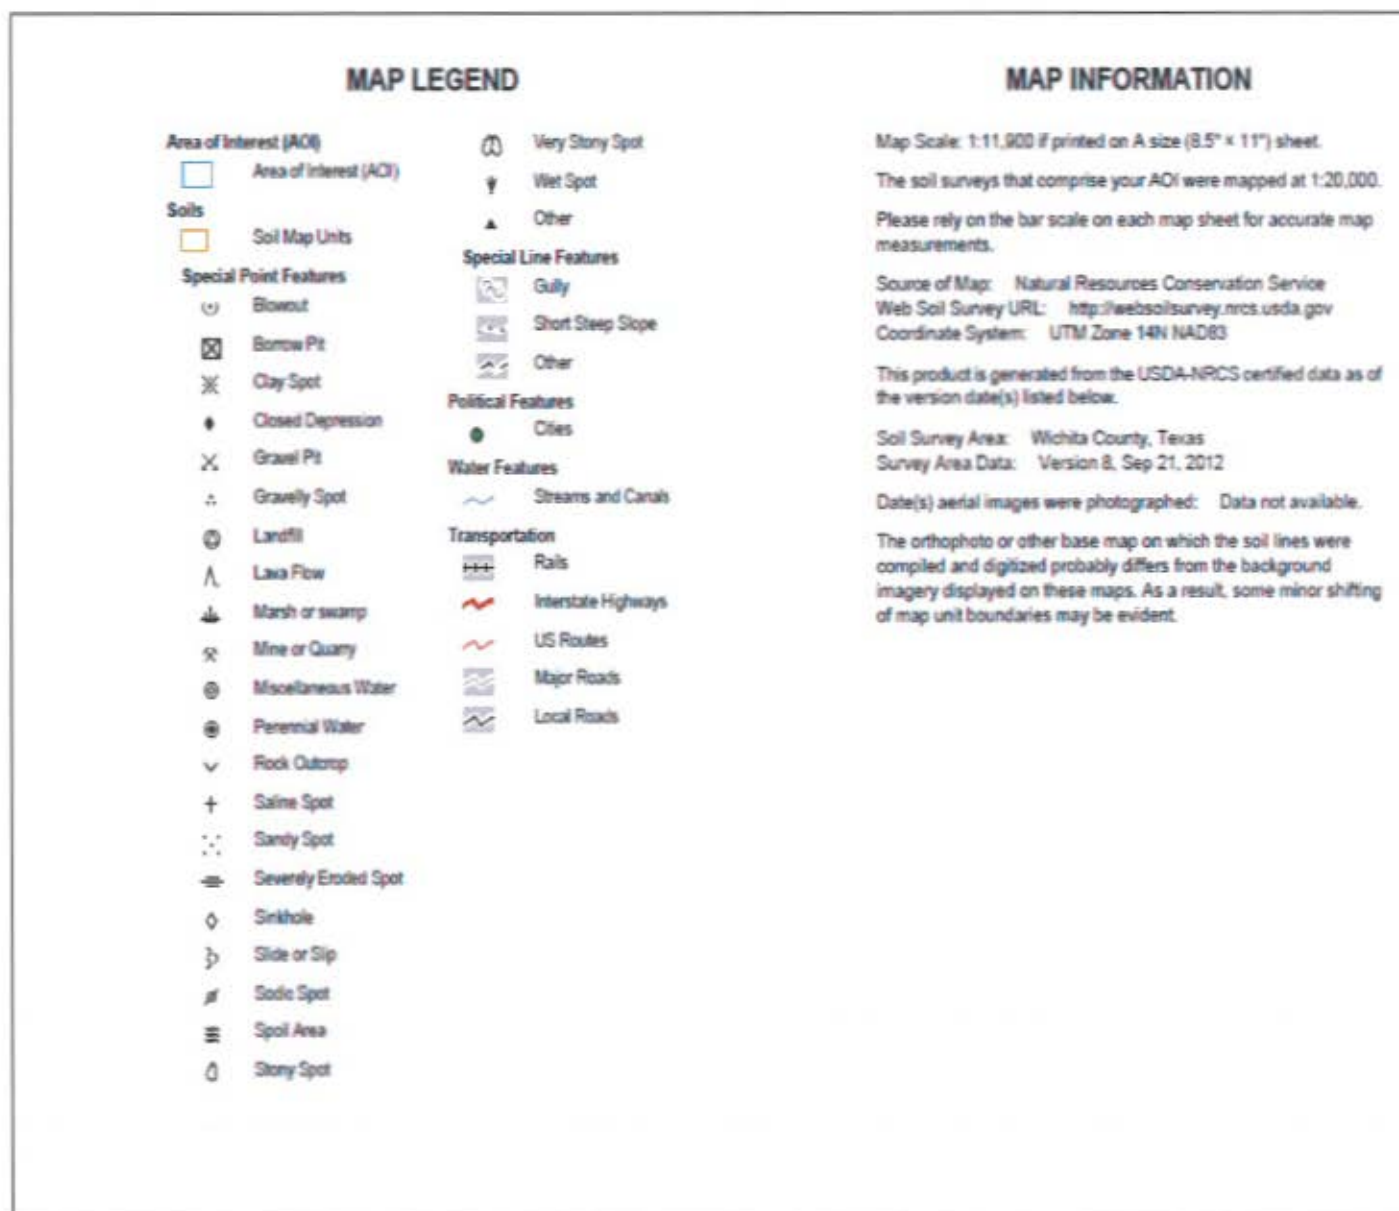 MAP LEGEND
Area of Interest (AOI)
Area of Interest (AOI)
Soils
Soil Map Units
Special Point Features
Blowout
Borrow Pit
Clay Spot
Closed Depression
Gravel Pit
Gravelly Spot
Landfill
Lava Flow
Marsh or swamp
Mine or Quarry
Miscellaneous Water
Perennial Water
Rock Outcrop
Saline Spot
Sandy Spot
Severely Eroded Spot
Sinkhole
Slide or Slip
Sodic Spot
Spoil Area
Stony Spot
Very Stony Spot
Wet Spot
Other
Special Line Features
Gully
Short Steep Slope
Other
Political Features
Cities
Water Features
Streams and Canals
Transportation
Rails
Interstate Highways
US Routes
Major Roads
Local Roads
MAP INFORMATION
Map Scale: 1:11,900 if printed on A size (8.5" × 11") sheet.
The soil surveys that comprise your AOI were mapped at 1:20,000.
Please rely on the bar scale on each map sheet for accurate map
measurements.
Source of Map: Natural Resources Conservation Service
Web Soil Survey URL: http://websoilsurvey.nrcs.usda.gov
Coordinate System: UTM Zone 14N NAD83
This product is generated from the USDA-NRCS certified data as of
the version date(s) listed below.
Soil Survey Area: Wichita County, Texas
Survey Area Data: Version 8, Sep 21, 2012
Date(s) aerial images were photographed: Data not available.
The orthophoto or other base map on which the soil lines were
compiled and digitized probably differs from the background
imagery displayed on these maps. As a result, some minor shifting
of map unit boundaries may be evident.